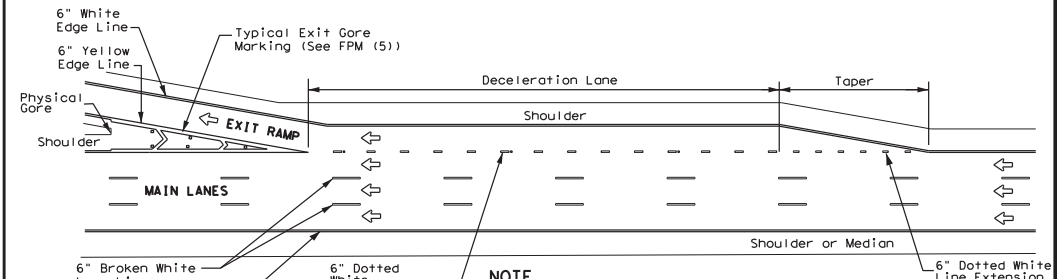 6" White
Edge Line
Typical Exit Gore
Marking (See FPM (5))
6" Yellow
Edge Line
Deceleration Lane
Taper
Physical
Gore
Shoulder
EXIT RAMP
Shoulder
MAIN LANES
Shoulder or Median
6" Broken White
6" Dotted
White
NOTE
6" Dotted White
Line Extension